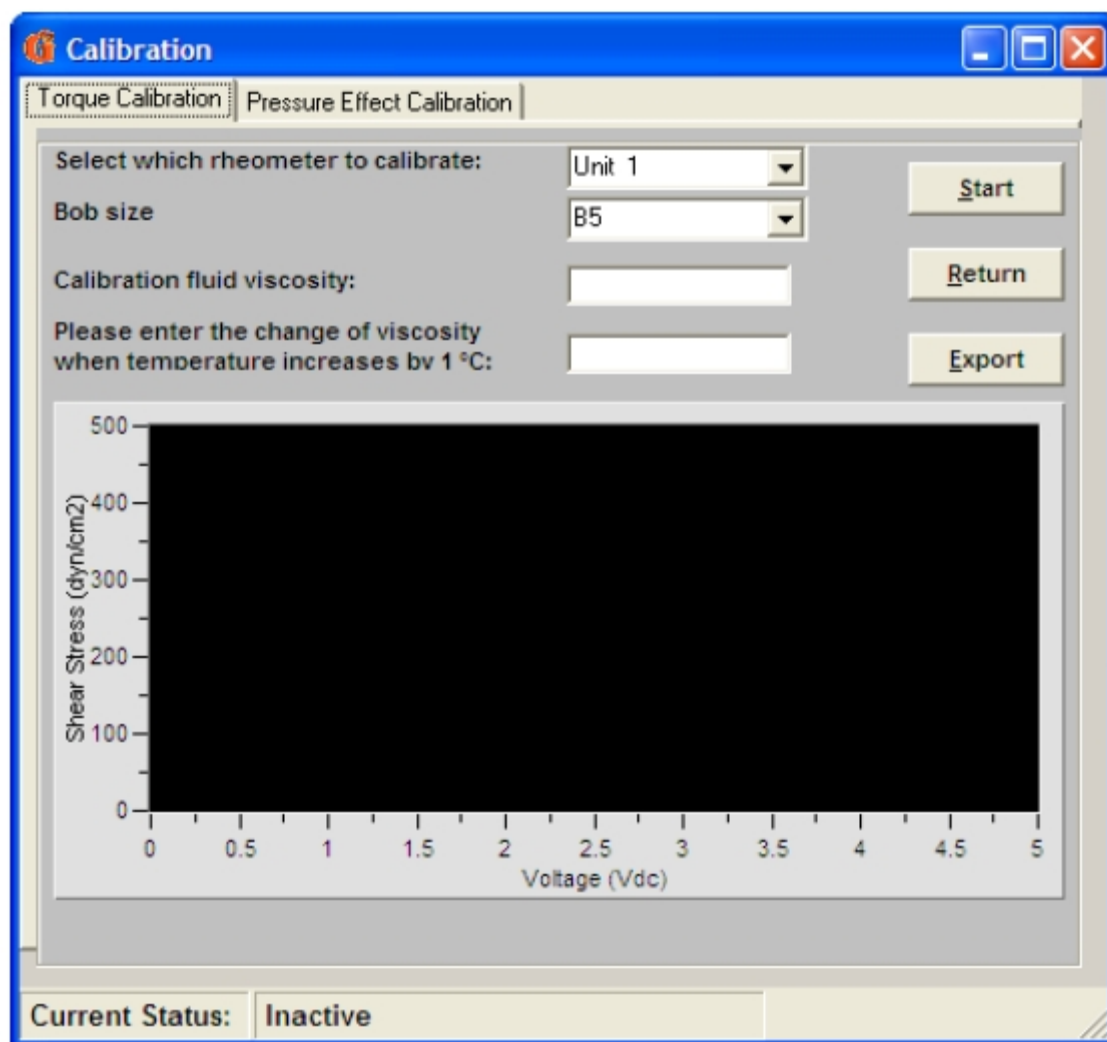 Calibration
Torque Calibration Pressure Effect Calibration
Select which rheometer to calibrate: Unit 1 Start
Bob size B5
Calibration fluid viscosity: Return
Please enter the change of viscosity
when temperature increases by 1 ºC: Export
500
400
300
200
100
0
Shear Stress (dyn/cm2)
0 0.5 1 1.5 2 2.5 3 3.5 4 4.5 5
Voltage (Vdc)
Current Status: Inactive